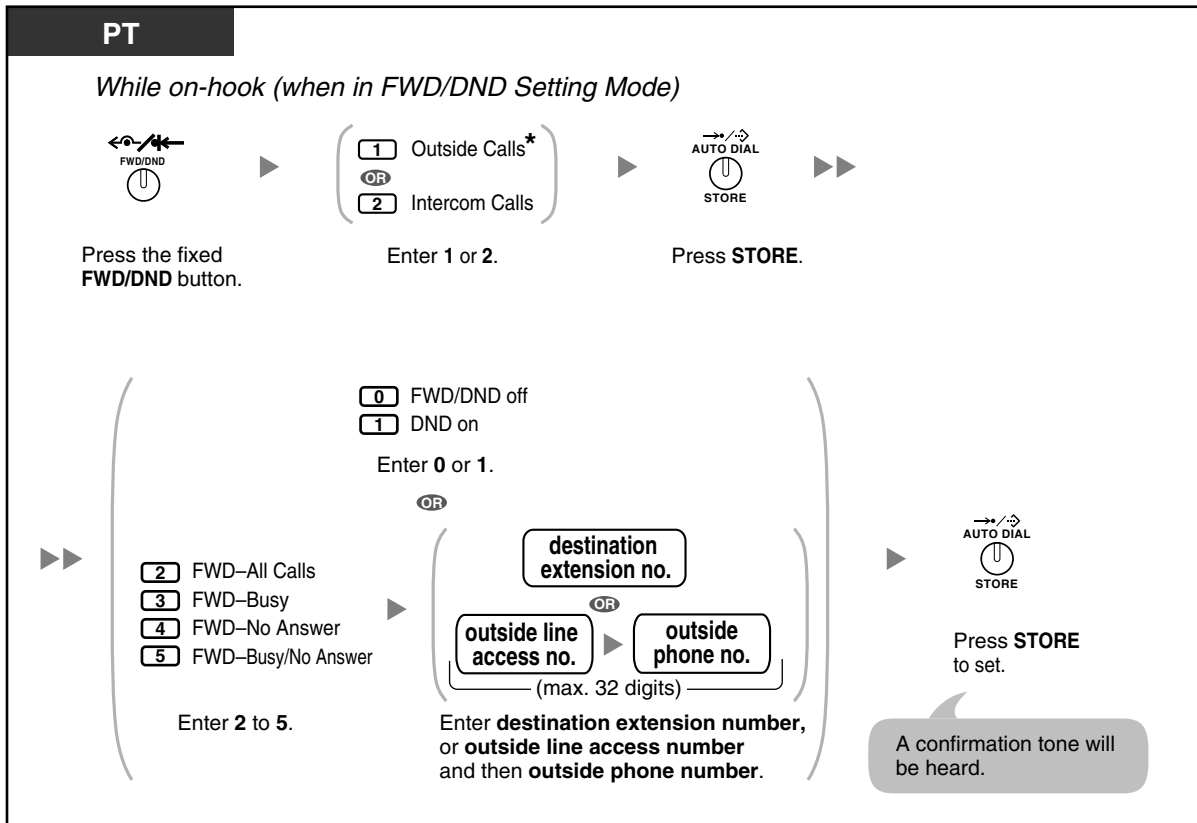 PT
While on-hook (when in FWD/DND Setting Mode)
FWD/DND
1 Outside Calls*
OR
2 Intercom Calls
AUTO DIAL
STORE
Press the fixed
FWD/DND button.
Enter 1 or 2.
Press STORE.
0 FWD/DND off
1 DND on
Enter 0 or 1.
OR
2 FWD–All Calls
3 FWD–Busy
4 FWD–No Answer
5 FWD–Busy/No Answer
Enter 2 to 5.
destination
extension no.
OR
outside line
access no.
outside
phone no.
(max. 32 digits)
Enter destination extension number,
or outside line access number
and then outside phone number.
AUTO DIAL
STORE
Press STORE
to set.
A confirmation tone will
be heard.